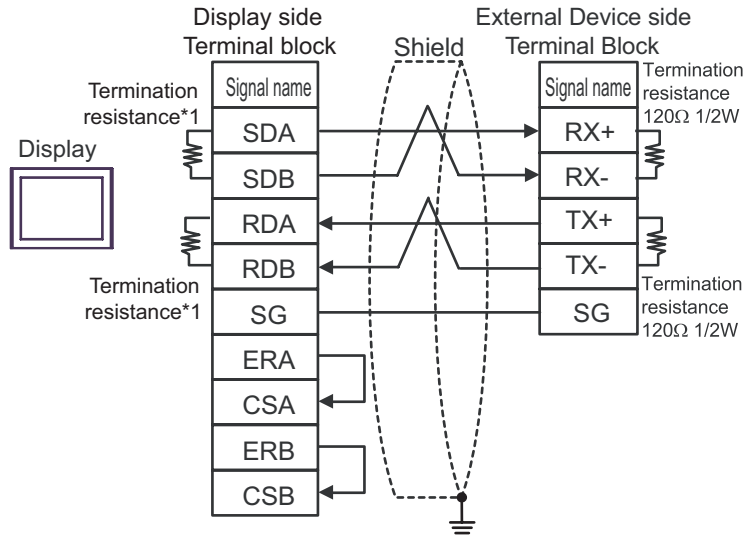 Display side
Terminal block
Shield
External Device side
Terminal Block
Termination
resistance*1
Display
Termination
resistance*1
Signal name
SDA
SDB
RDA
RDB
SG
ERA
CSA
ERB
CSB
Signal name
RX+
RX-
TX+
TX-
SG
Termination
resistance
120Ω 1/2W
Termination
resistance
120Ω 1/2W